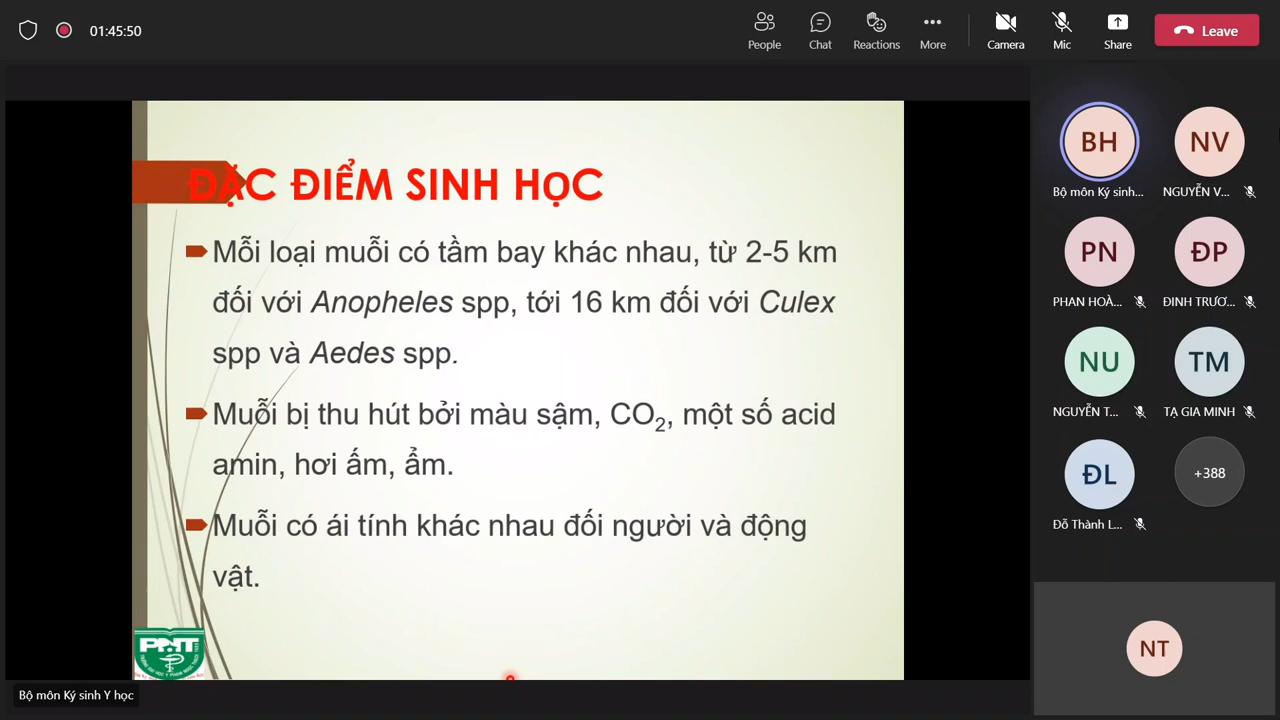 01:45:50
People
Chat
Reactions
More
Camera
Mic
Share
Leave
ĐẶC ĐIỂM SINH HỌC
Mỗi loại muỗi có tầm bay khác nhau, từ 2-5 km
đối với Anopheles spp, tới 16 km đối với Culex
spp và Aedes spp.
Muỗi bị thu hút bởi màu sậm, CO₂, một số acid
amin, hơi ấm, ẩm.
Muỗi có ái tính khác nhau đối người và động
vật.
PNT
Bộ môn Ký sinh Y học
BH
Bộ môn Ký sinh...
NV
NGUYỄN V...
PN
PHAN HOÀ...
ĐP
ĐINH TRƯƠ...
NU
NGUYỄN T...
TM
TẠ GIA MINH
ĐL
Đỗ Thành L...
+388
NT